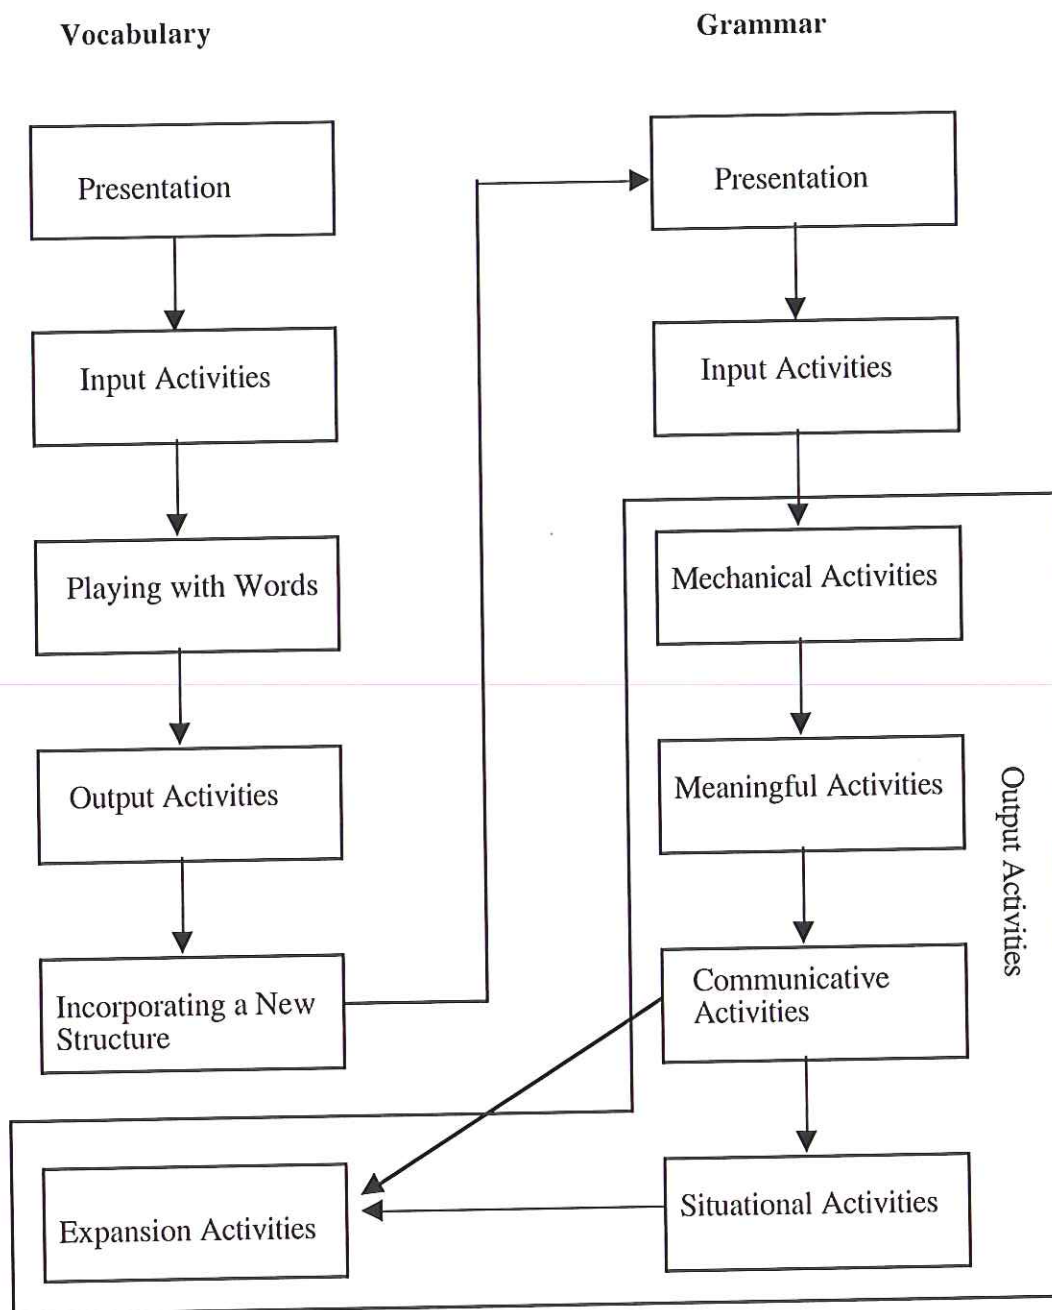 Vocabulary
Presentation
Input Activities
Playing with Words
Output Activities
Incorporating a New
Structure
Grammar
Presentation
Input Activities
Mechanical Activities
Meaningful Activities
Communicative
Activities
Situational Activities
Expansion Activities
Output Activities